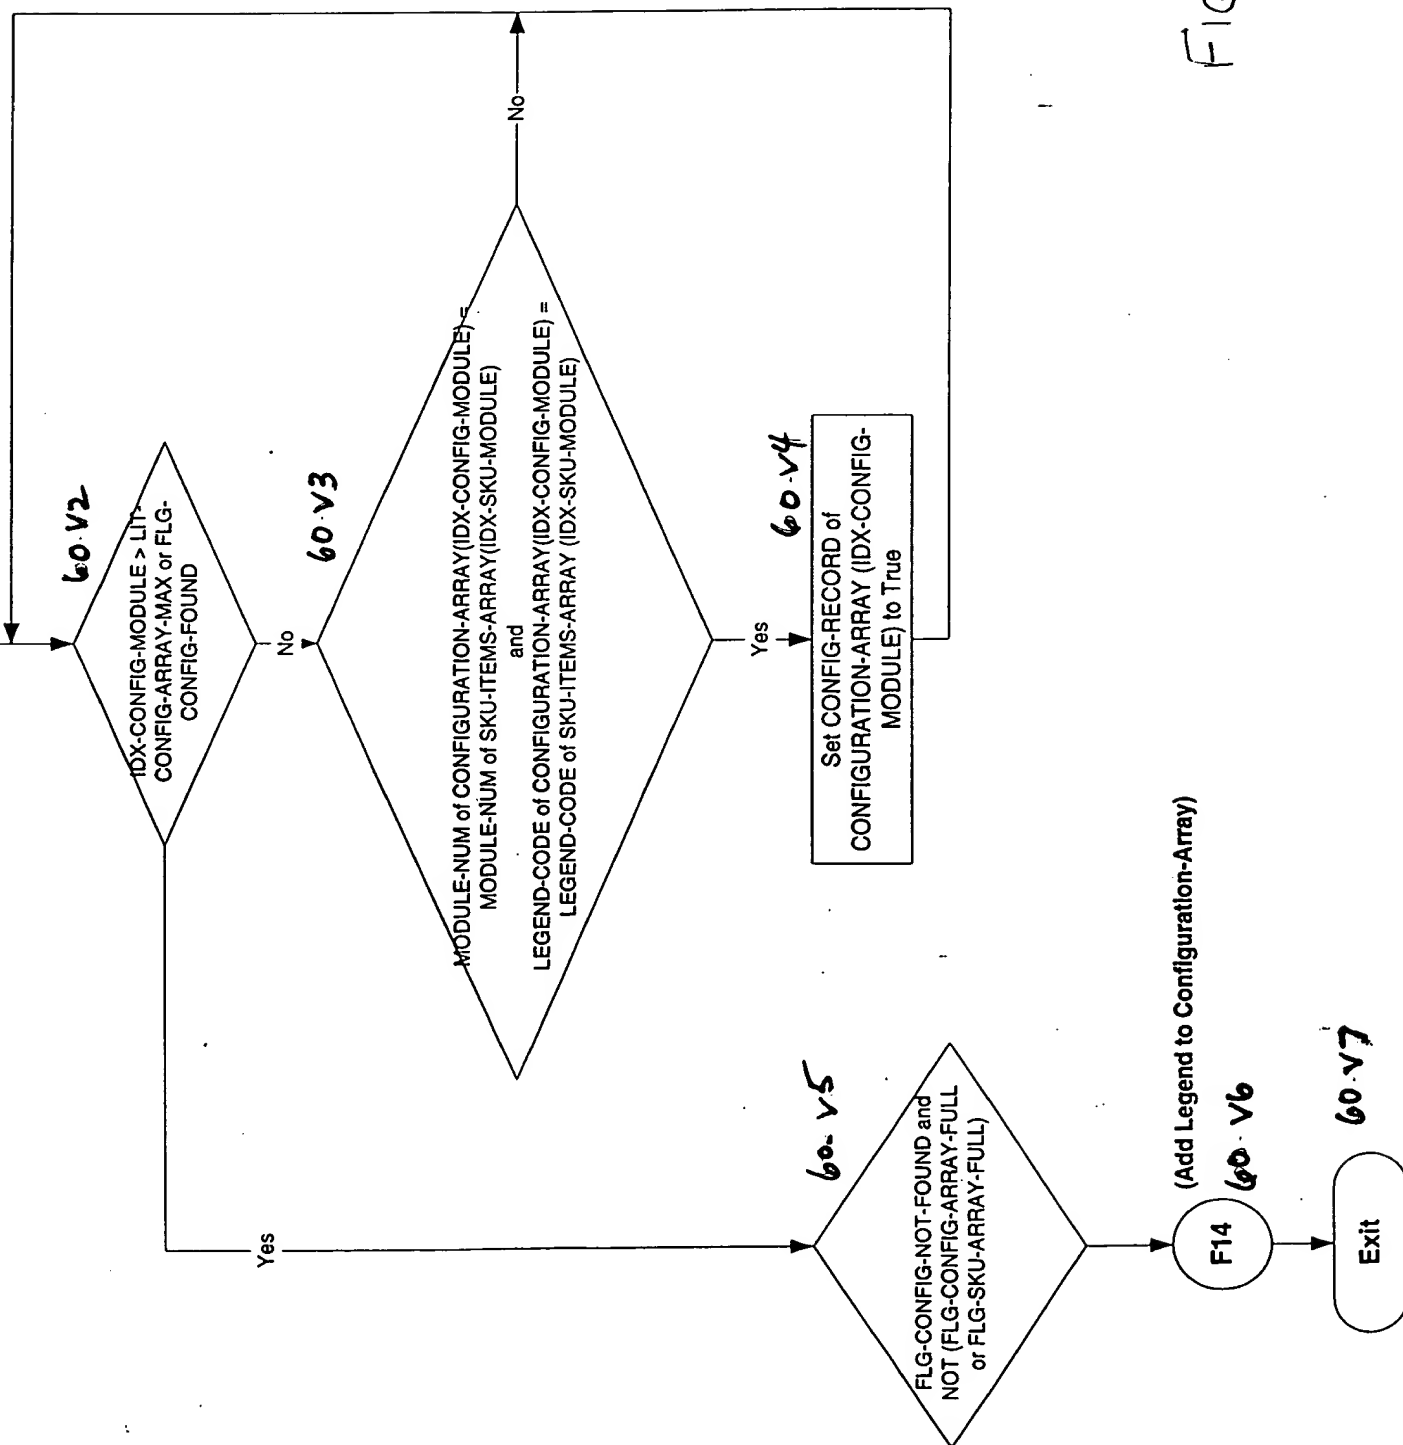 60.V2
IDX-CONFIG-MODULE > LIT-
CONFIG-ARRAY-MAX or FLG-
CONFIG-FOUND
No
Yes
60.V3
MODULE-NUM of CONFIGURATION-ARRAY(IDX-CONFIG-MODULE) =
MODULE-NUM of SKU-ITEMS-ARRAY(IDX-SKU-MODULE)
and
LEGEND-CODE of CONFIGURATION-ARRAY(IDX-CONFIG-MODULE) =
LEGEND-CODE of SKU-ITEMS-ARRAY (IDX-SKU-MODULE)
No
Yes
60.V4
Set CONFIG-RECORD of
CONFIGURATION-ARRAY (IDX-CONFIG-
MODULE) to True
60.V5
FLG-CONFIG-NOT-FOUND and
NOT (FLG-CONFIG-ARRAY-FULL
or FLG-SKU-ARRAY-FULL)
(Add Legend to Configuration-Array)
60.V6
F14
60.V7
Exit